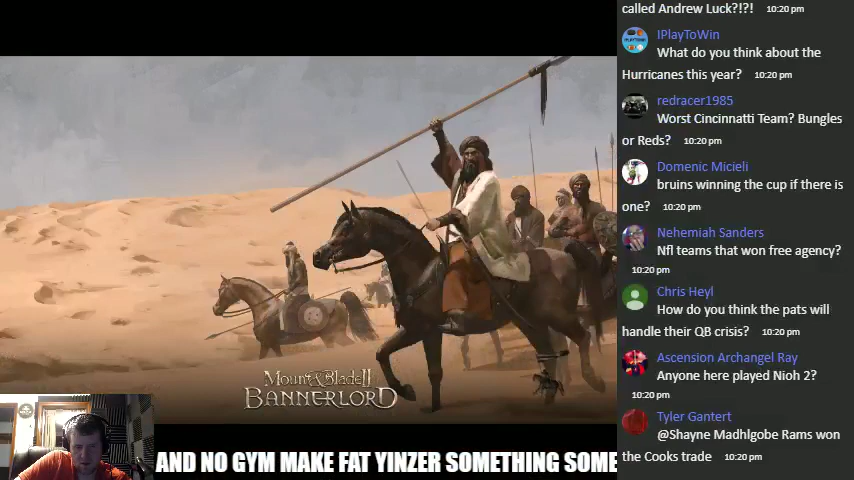 called Andrew Luck?!?! 10:20 pm
IPlayToWin
What do you think about the
Hurricanes this year? 10:20 pm
redracer1985
Worst Cincinnatti Team? Bungles
or Reds? 10:20 pm
Domenic Micieli
bruins winning the cup if there is
one? 10:20 pm
Nehemiah Sanders
Nfl teams that won free agency?
10:20 pm
Chris Heyl
How do you think the pats will
handle their QB crisis? 10:20 pm
Ascension Archangel Ray
Anyone here played Nioh 2?
10:20 pm
Tyler Gantert
@Shayne Madhlgobe Rams won
the Cooks trade 10:20 pm
MOUNT & BLADE II
BANNERLORD
AND NO GYM MAKE FAT YINZER SOMETHING SOME